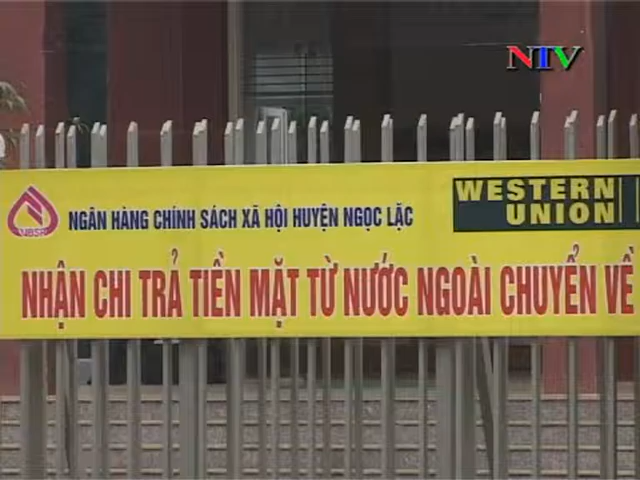 NTV
NGÂN HÀNG CHÍNH SÁCH XÃ HỘI HUYỆN NGỌC LẶC
WESTERN
UNION
NHẬN CHI TRẢ TIỀN MẶT TỪ NƯỚC NGOÀI CHUYỂN VỀ